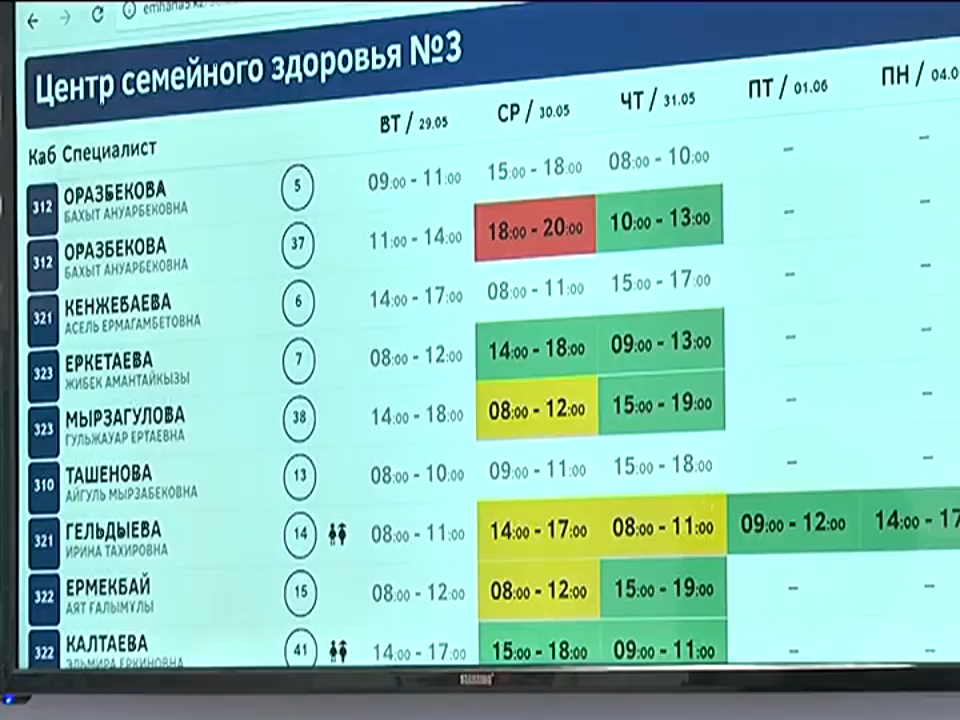 Центр семейного здоровья №3
Каб Специалист ВТ / 29.05 СР / 30.05 ЧТ / 31.05 ПТ / 01.06 ПН / 04.0
312 ОРАЗБЕКОВА 5 09:00 - 11:00 15:00 - 18:00 08:00 - 10:00 – –
БАХЫТ АНУАРБЕКОВНА
312 ОРАЗБЕКОВА 37 11:00 - 14:00 18:00 - 20:00 10:00 - 13:00 – –
БАХЫТ АНУАРБЕКОВНА
321 КЕНЖЕБАЕВА 6 14:00 - 17:00 08:00 - 11:00 15:00 - 17:00 – –
АСЕЛЬ ЕРМАГАМБЕТОВНА
323 ЕРКЕТАЕВА 7 08:00 - 12:00 14:00 - 18:00 09:00 - 13:00 – –
ЖИБЕК АМАНТАЙКЫЗЫ
323 МЫРЗАГУЛОВА 38 14:00 - 18:00 08:00 - 12:00 15:00 - 19:00 – –
ГУЛЬЖАУАР ЕРТАЕВНА
310 ТАШЕНОВА 13 08:00 - 10:00 09:00 - 11:00 15:00 - 18:00 – –
АЙГУЛЬ МЫРЗАБЕКОВНА
321 ГЕЛЬДЫЕВА 14 08:00 - 11:00 14:00 - 17:00 08:00 - 11:00 09:00 - 12:00 14:00 - 17
ИРИНА ТАХИРОВНА
322 ЕРМЕКБАЙ 15 08:00 - 12:00 08:00 - 12:00 15:00 - 19:00 – –
АЯТ ҒАЛЫМҰЛЫ
322 КАЛТАЕВА 41 14:00 - 17:00 15:00 - 18:00 09:00 - 11:00 – –
ЭЛЬМИРА ЕРКИНОВНА